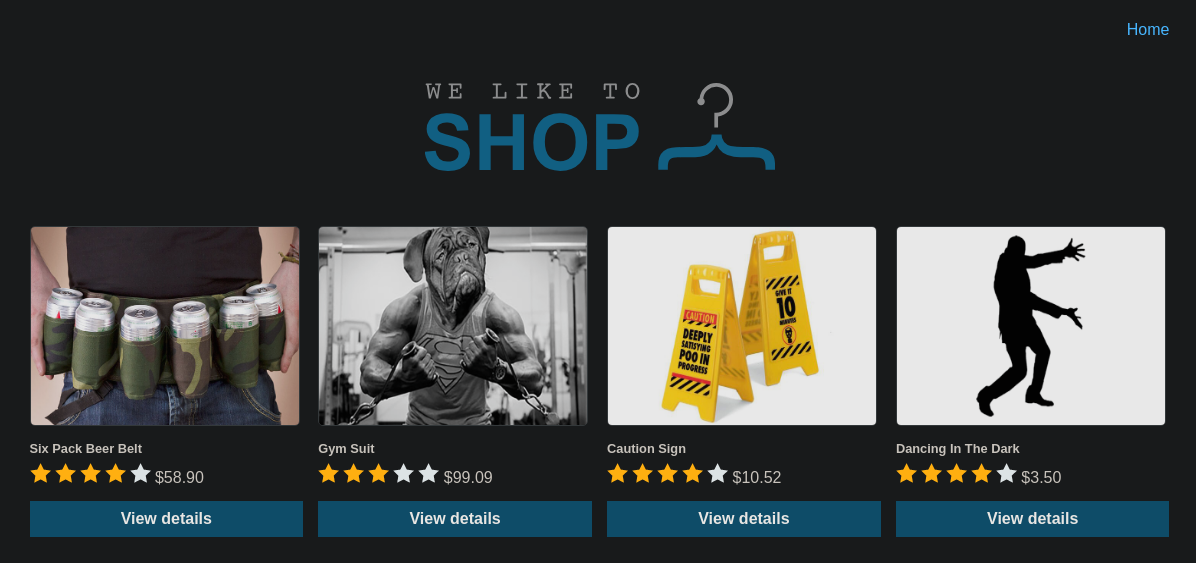 Home
WE LIKE TO
SHOP
CAUTION
DEEPLY
SATISFYING
POO IN
PROGRESS
GIVE IT
10
MINUTES
Six Pack Beer Belt
$58.90
View details
Gym Suit
$99.09
View details
Caution Sign
$10.52
View details
Dancing In The Dark
$3.50
View details